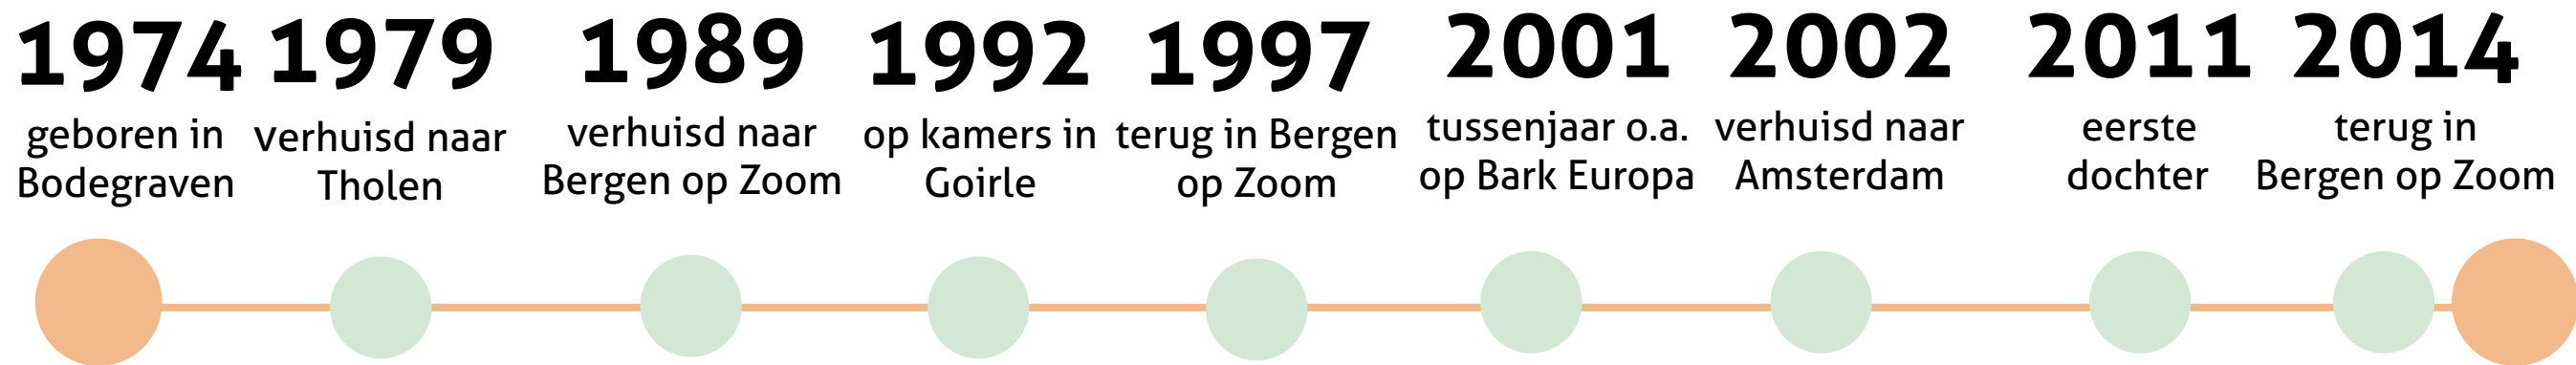 1974
geboren in
Bodegraven
1979
verhuisd naar
Tholen
1989
verhuisd naar
Bergen op Zoom
1992
op kamers in
Goirle
1997
terug in Bergen
op Zoom
2001
tussenjaar o.a.
op Bark Europa
2002
verhuisd naar
Amsterdam
2011
eerste
dochter
2014
terug in
Bergen op Zoom